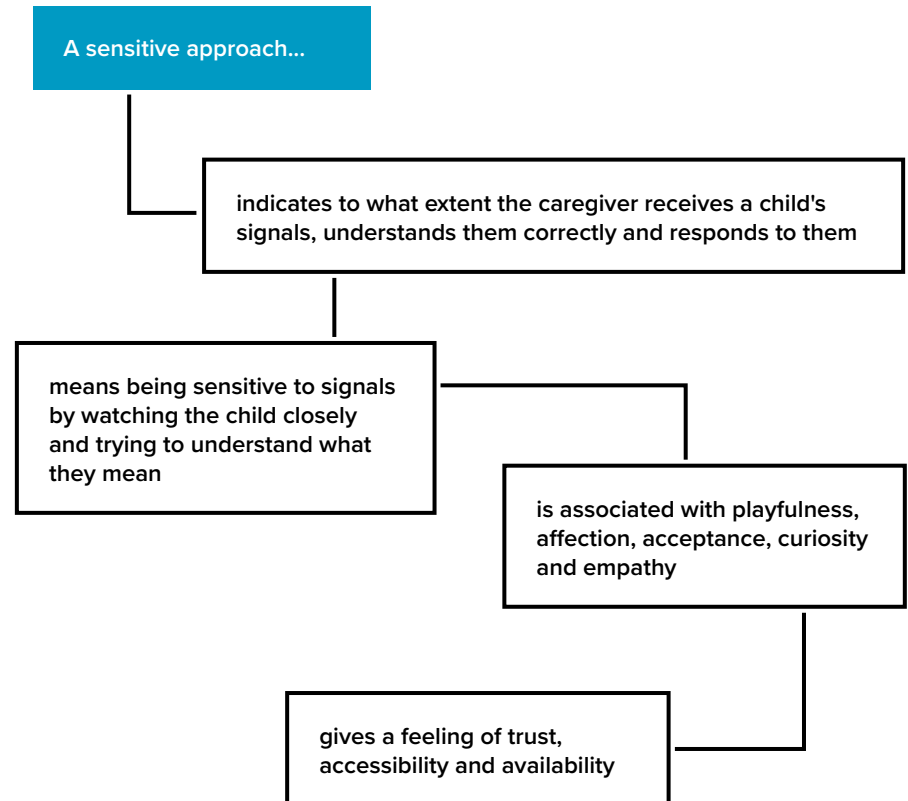 A sensitive approach...
indicates to what extent the caregiver receives a child's
signals, understands them correctly and responds to them
means being sensitive to signals
by watching the child closely
and trying to understand what
they mean
is associated with playfulness,
affection, acceptance, curiosity
and empathy
gives a feeling of trust,
accessibility and availability